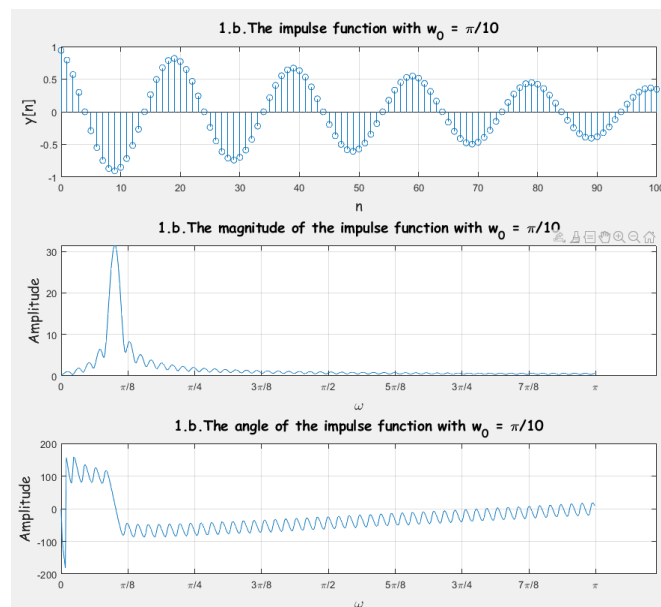 1.b.The impulse function with w₀ = π/10
1
0.5
0
-0.5
-1
y[n]
0 10 20 30 40 50 60 70 80 90 100
n
1.b.The magnitude of the impulse function with w₀ = π/10
30
20
10
0
Amplitude
0 π/8 π/4 3π/8 π/2 5π/8 3π/4 7π/8 π
ω
1.b.The angle of the impulse function with w₀ = π/10
200
100
0
-100
-200
Amplitude
0 π/8 π/4 3π/8 π/2 5π/8 3π/4 7π/8 π
ω